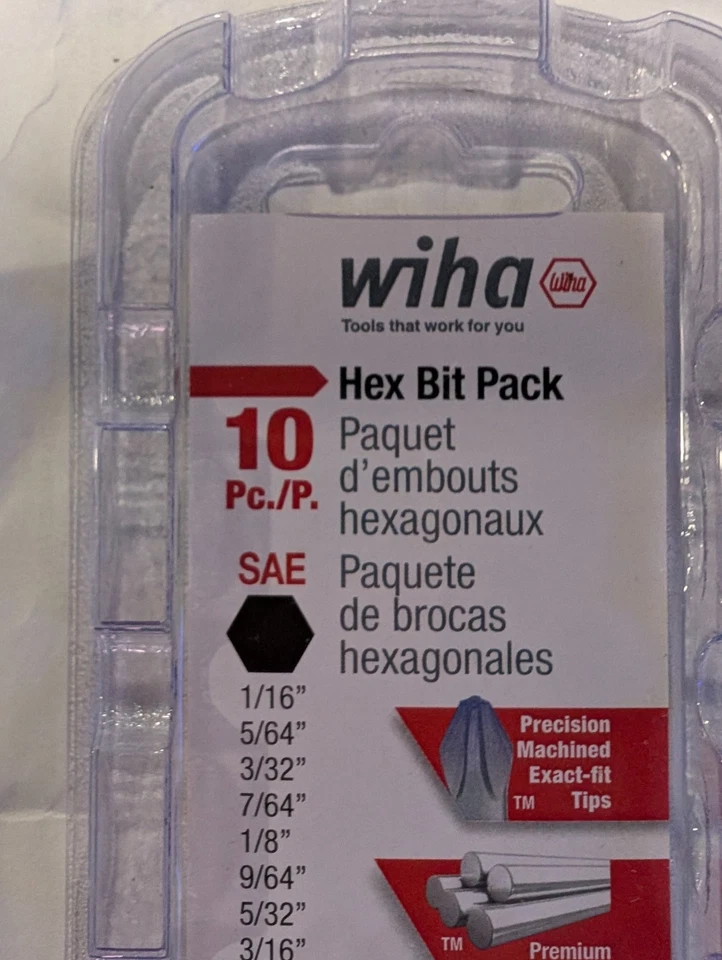 wiha
Wiha
Tools that work for you
Hex Bit Pack
10
Pc./P.
Paquet
d'embouts
hexagonaux
SAE
Paquete
de brocas
hexagonales
1/16"
5/64"
3/32"
7/64"
1/8"
9/64"
5/32"
3/16"
Precision
Machined
Exact-fit
TM Tips
TM
Premium